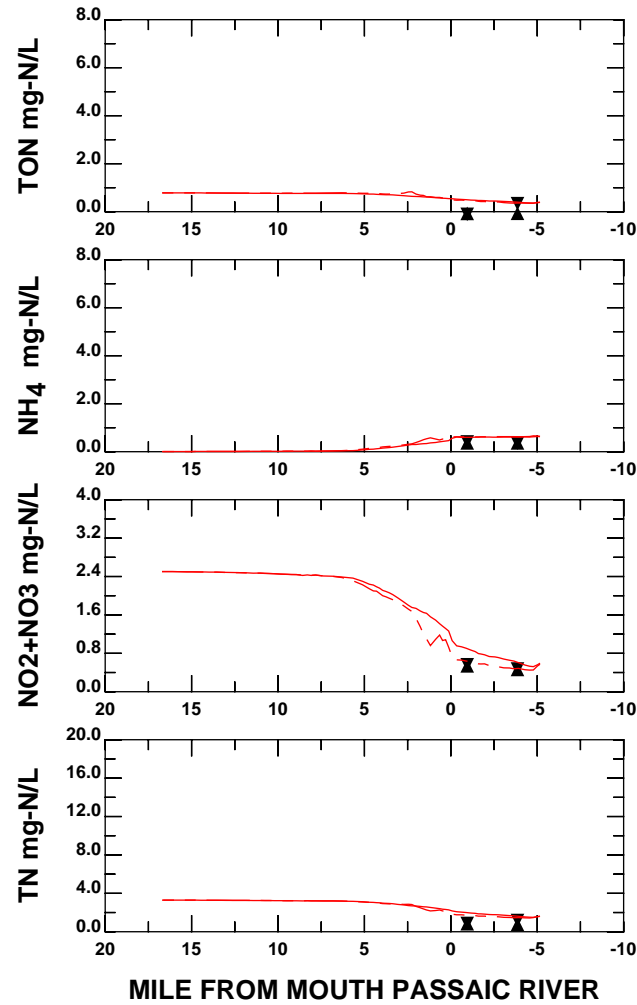 TON mg-N/L
8.0
6.0
4.0
2.0
0.0
20 15 10 5 0 -5 -10
NH4 mg-N/L
8.0
6.0
4.0
2.0
0.0
20 15 10 5 0 -5 -10
NO2+NO3 mg-N/L
4.0
3.2
2.4
1.6
0.8
0.0
20 15 10 5 0 -5 -10
TN mg-N/L
20.0
16.0
12.0
8.0
4.0
0.0
20 15 10 5 0 -5 -10
MILE FROM MOUTH PASSAIC RIVER